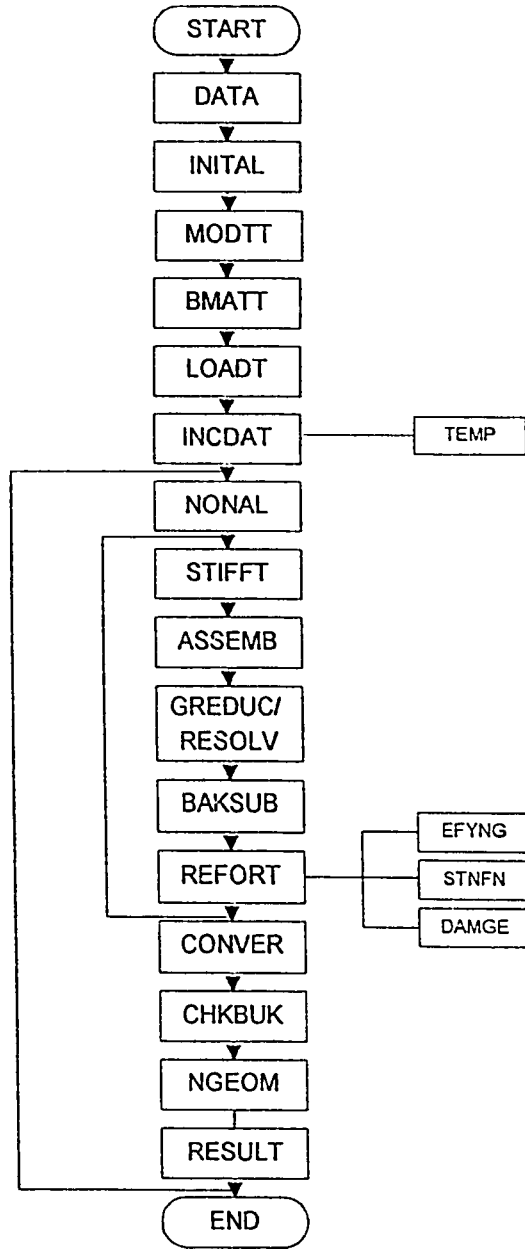 START
DATA
INITAL
MODTT
BMATT
LOADT
INCDAT
TEMP
NONAL
STIFFT
ASSEMB
GREDUC/
RESOLV
BAKSUB
REFORT
EFYNG
STNFN
DAMGE
CONVER
CHKBUK
NGEOM
RESULT
END